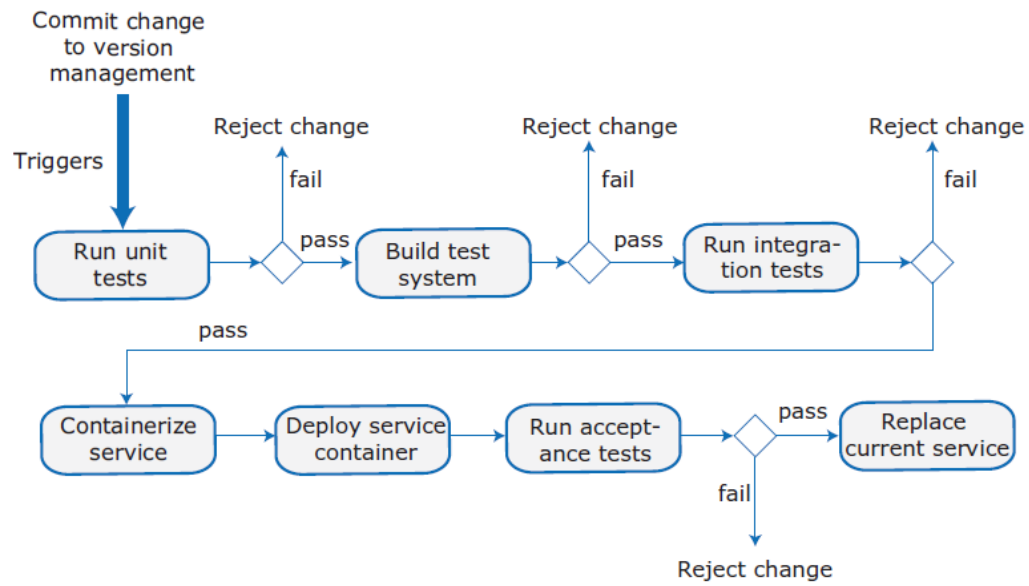 Commit change
to version
management
Triggers
Reject change
Reject change
Reject change
fail
fail
fail
Run unit
tests
pass
Build test
system
pass
Run integra-
tion tests
pass
Containerize
service
Deploy service
container
Run accept-
ance tests
pass
Replace
current service
fail
Reject change